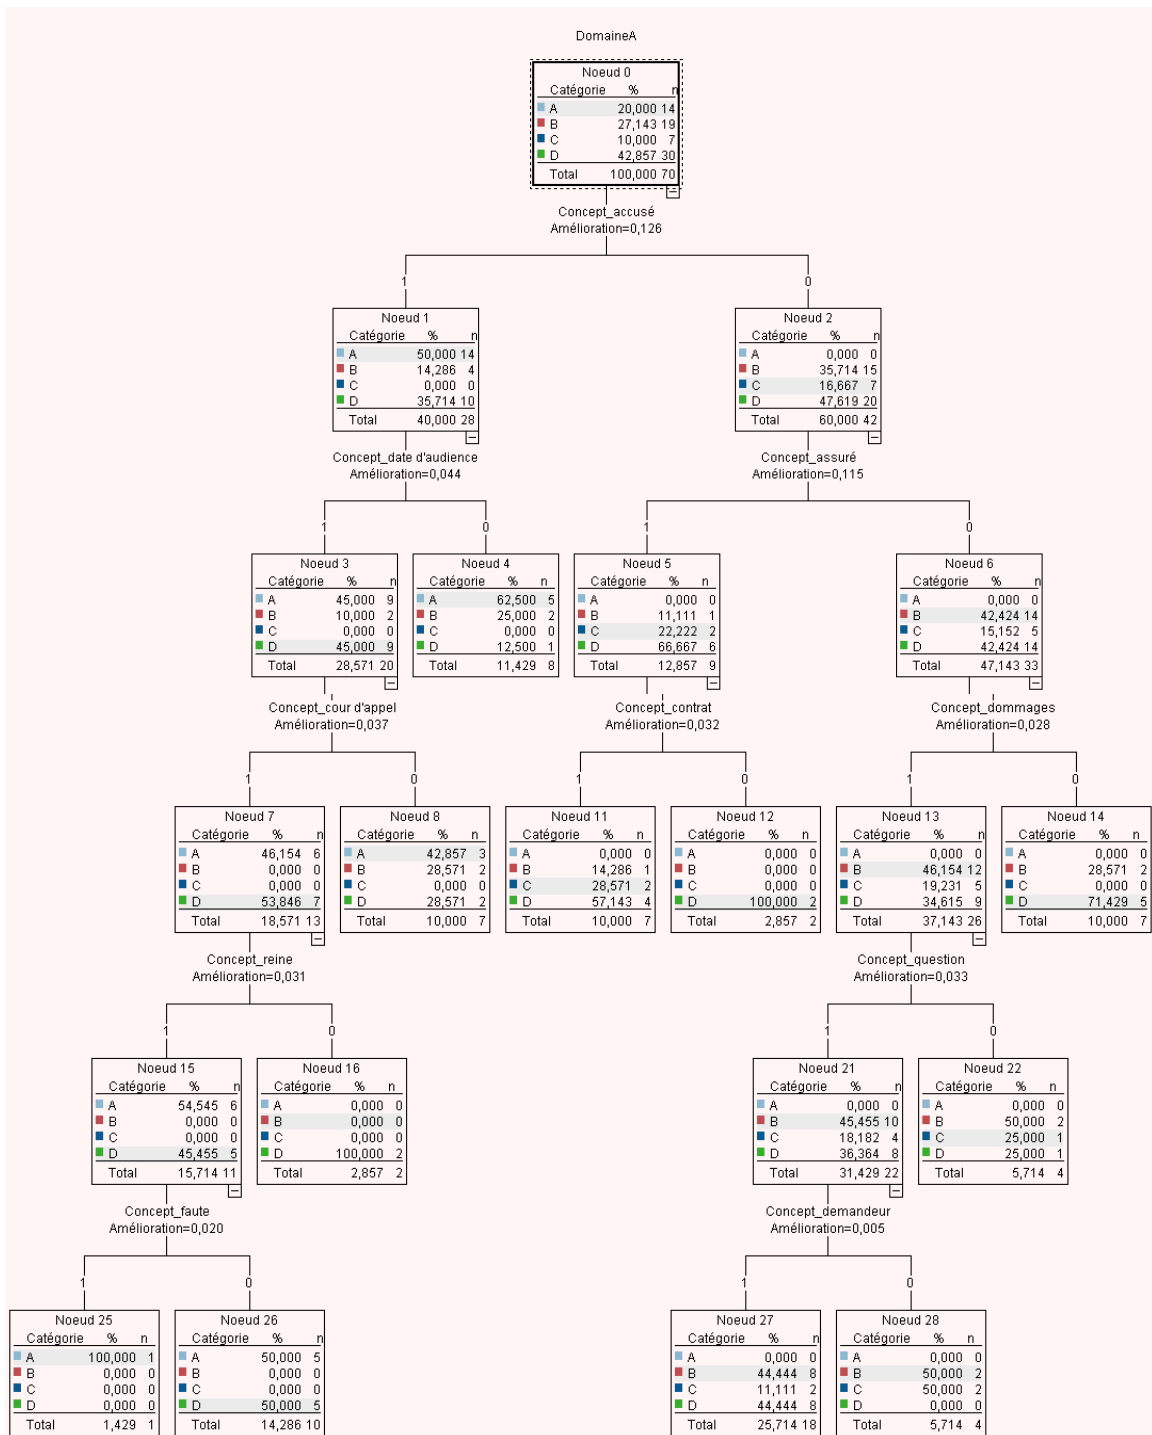 DomaineA
Noeud 0
Catégorie % n
A 20,000 14
B 27,143 19
C 10,000 7
D 42,857 30
Total 100,000 70
Concept_accusé
Amélioration=0,126
1
0
Noeud 1
Catégorie % n
A 50,000 14
B 14,286 4
C 0,000 0
D 35,714 10
Total 40,000 28
Noeud 2
Catégorie % n
A 0,000 0
B 35,714 15
C 16,667 7
D 47,619 20
Total 60,000 42
Concept_date d'audience
Amélioration=0,044
Concept_assuré
Amélioration=0,115
1
0
1
0
Noeud 3
Catégorie % n
A 45,000 9
B 10,000 2
C 0,000 0
D 45,000 9
Total 28,571 20
Noeud 4
Catégorie % n
A 62,500 5
B 25,000 2
C 0,000 0
D 12,500 1
Total 11,429 8
Noeud 5
Catégorie % n
A 0,000 0
B 11,111 1
C 22,222 2
D 66,667 6
Total 12,857 9
Noeud 6
Catégorie % n
A 0,000 0
B 42,424 14
C 15,152 5
D 42,424 14
Total 47,143 33
Concept_cour d'appel
Amélioration=0,037
Concept_contrat
Amélioration=0,032
Concept_dommages
Amélioration=0,028
1
0
1
0
1
0
Noeud 7
Catégorie % n
A 46,154 6
B 0,000 0
C 0,000 0
D 53,846 7
Total 18,571 13
Noeud 8
Catégorie % n
A 42,857 3
B 28,571 2
C 0,000 0
D 28,571 2
Total 10,000 7
Noeud 11
Catégorie % n
A 0,000 0
B 14,286 1
C 28,571 2
D 57,143 4
Total 10,000 7
Noeud 12
Catégorie % n
A 0,000 0
B 0,000 0
C 0,000 0
D 100,000 2
Total 2,857 2
Noeud 13
Catégorie % n
A 0,000 0
B 46,154 12
C 19,231 5
D 34,615 9
Total 37,143 26
Noeud 14
Catégorie % n
A 0,000 0
B 28,571 2
C 0,000 0
D 71,429 5
Total 10,000 7
Concept_reine
Amélioration=0,031
Concept_question
Amélioration=0,033
1
0
1
0
Noeud 15
Catégorie % n
A 54,545 6
B 0,000 0
C 0,000 0
D 45,455 5
Total 15,714 11
Noeud 16
Catégorie % n
A 0,000 0
B 0,000 0
C 0,000 0
D 100,000 2
Total 2,857 2
Noeud 21
Catégorie % n
A 0,000 0
B 45,455 10
C 18,182 4
D 36,364 8
Total 31,429 22
Noeud 22
Catégorie % n
A 0,000 0
B 50,000 2
C 25,000 1
D 25,000 1
Total 5,714 4
Concept_faute
Amélioration=0,020
Concept_demandeur
Amélioration=0,005
1
0
1
0
Noeud 25
Catégorie % n
A 100,000 1
B 0,000 0
C 0,000 0
D 0,000 0
Total 1,429 1
Noeud 26
Catégorie % n
A 50,000 5
B 0,000 0
C 0,000 0
D 50,000 5
Total 14,286 10
Noeud 27
Catégorie % n
A 0,000 0
B 44,444 8
C 11,111 2
D 44,444 8
Total 25,714 18
Noeud 28
Catégorie % n
A 0,000 0
B 50,000 2
C 50,000 2
D 0,000 0
Total 5,714 4